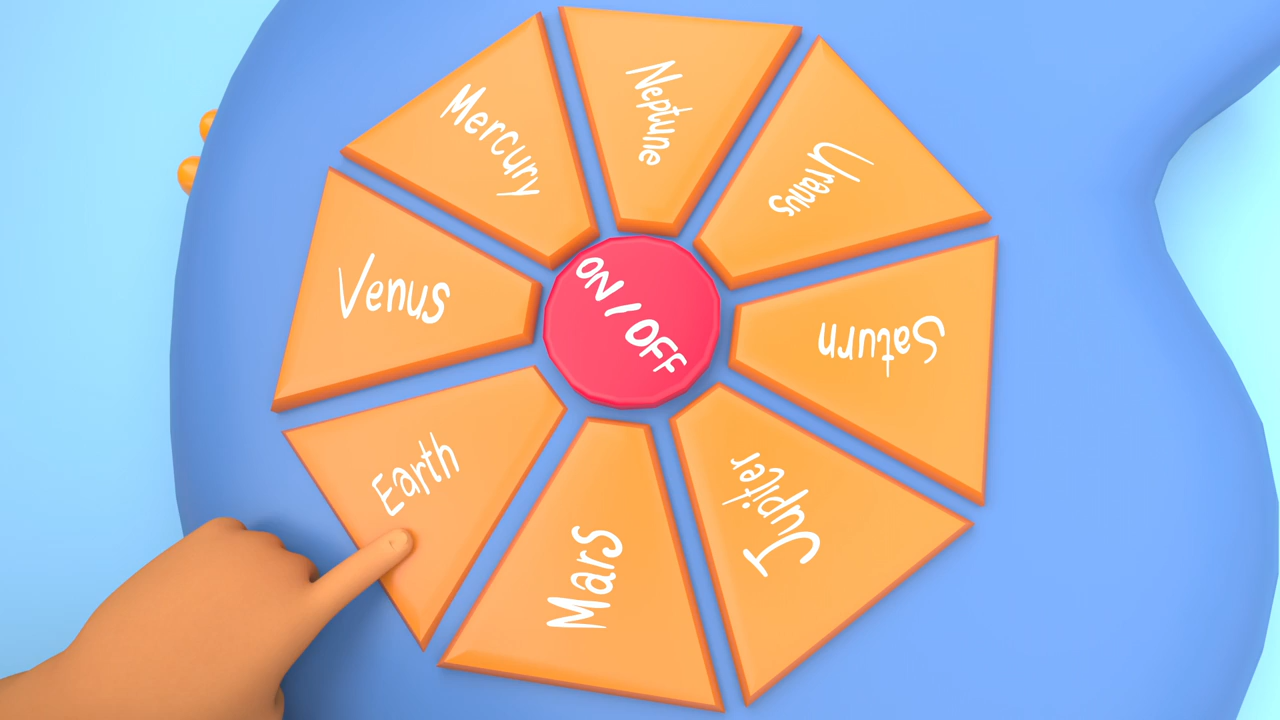 Mercury
Venus
Earth
Mars
Jupiter
Saturn
Uranus
Neptune
ON / OFF